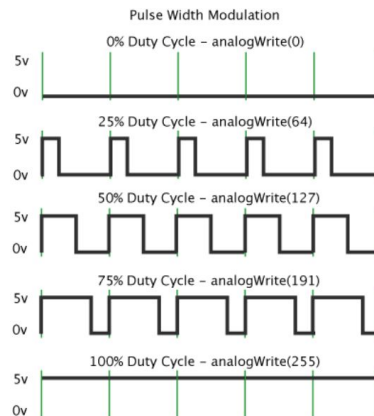 Pulse Width Modulation
0% Duty Cycle – analogWrite(0)
5v
0v
25% Duty Cycle – analogWrite(64)
5v
0v
50% Duty Cycle – analogWrite(127)
5v
0v
75% Duty Cycle – analogWrite(191)
5v
0v
100% Duty Cycle – analogWrite(255)
5v
0v